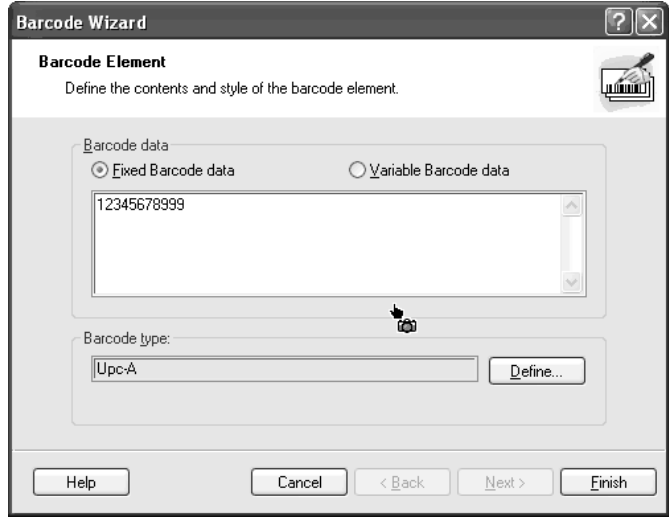 Barcode Wizard
Barcode Element
Define the contents and style of the barcode element.
Barcode data
Fixed Barcode data Variable Barcode data
12345678999
Barcode type:
Upc-A Define...
Help Cancel < Back Next > Finish